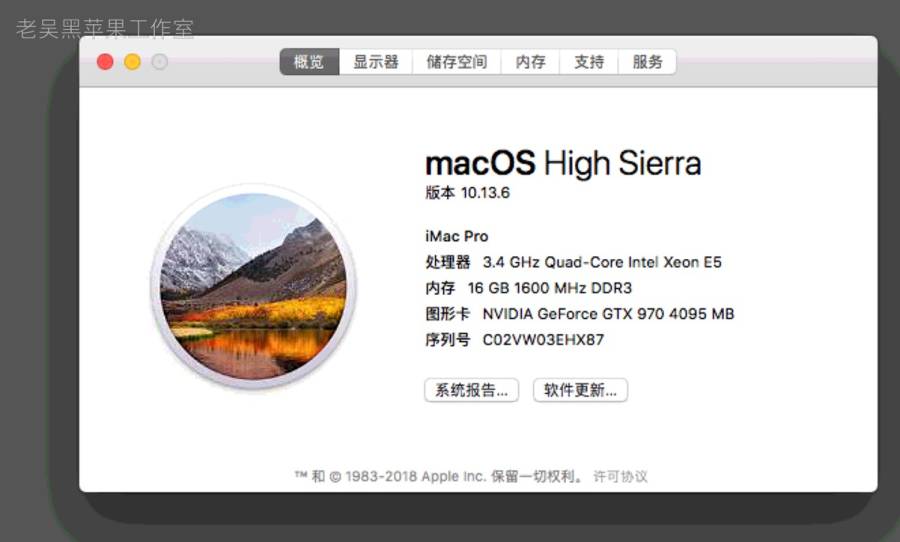 老吴黑苹果工作室
概览 显示器 储存空间 内存 支持 服务
macOS High Sierra
版本 10.13.6
iMac Pro
处理器 3.4 GHz Quad-Core Intel Xeon E5
内存 16 GB 1600 MHz DDR3
图形卡 NVIDIA GeForce GTX 970 4095 MB
序列号 C02VW03EHX87
系统报告... 软件更新...
™ 和 © 1983-2018 Apple Inc. 保留一切权利。 许可协议